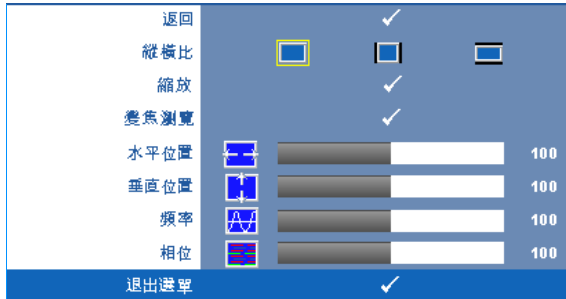 返回
縱橫比
縮放
變焦瀏覽
水平位置 100
垂直位置 100
頻率 100
相位 100
退出選單